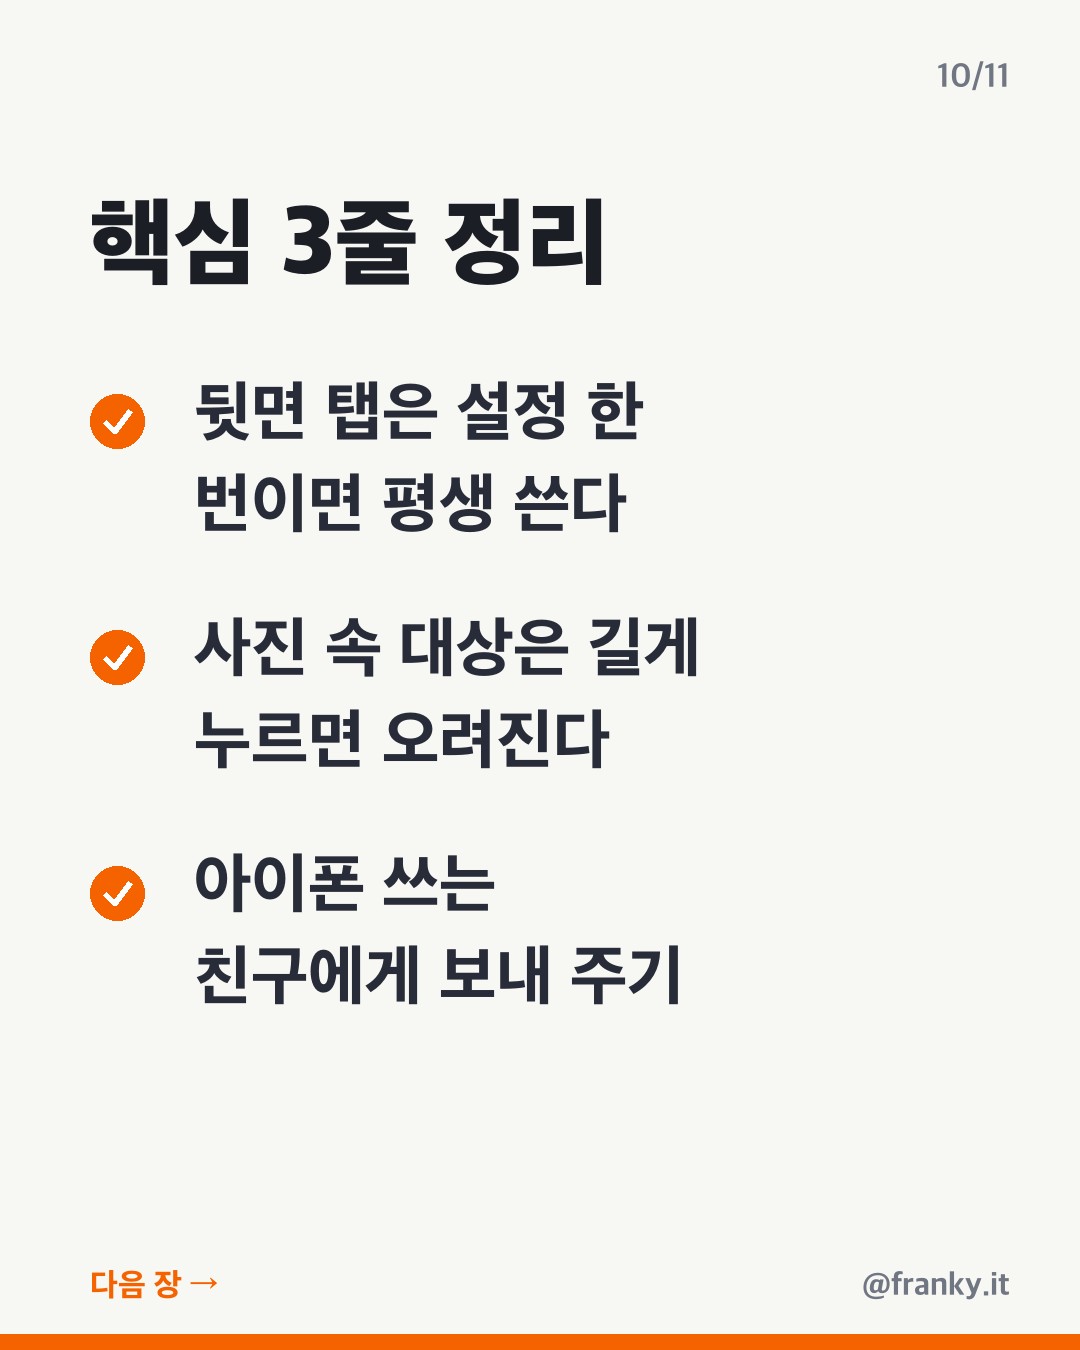 10/11
핵심 3줄 정리
뒷면 탭은 설정 한
번이면 평생 쓴다
사진 속 대상은 길게
누르면 오려진다
아이폰 쓰는
친구에게 보내 주기
다음 장 →
@franky.it